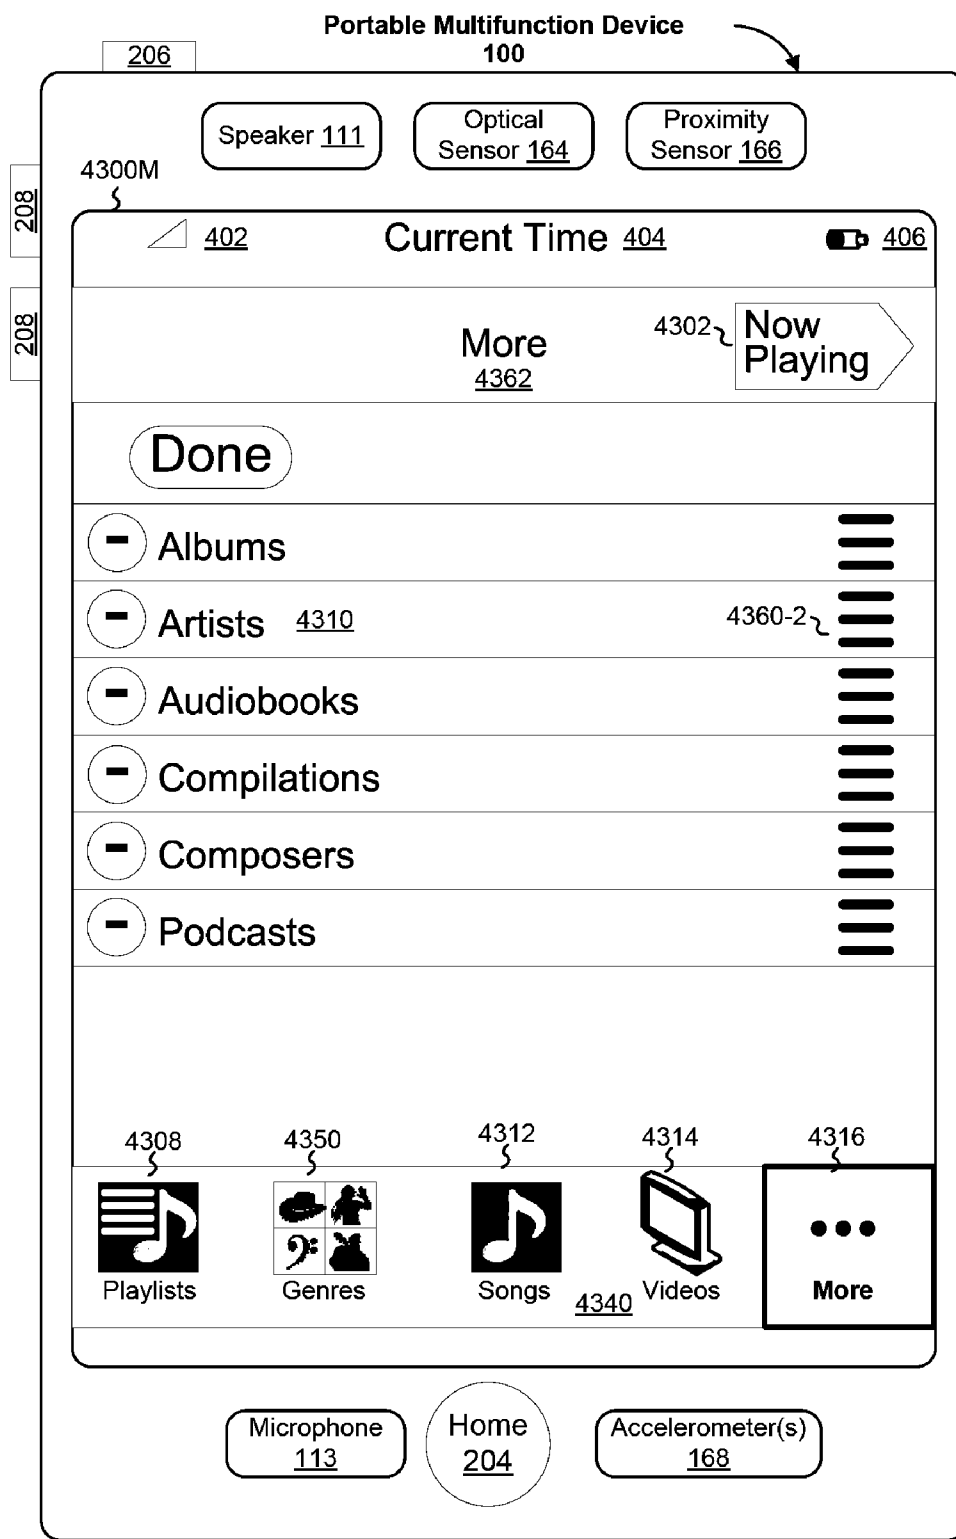 Portable Multifunction Device
100
206
Speaker 111
Optical
Sensor 164
Proximity
Sensor 166
4300M
208
402
Current Time 404
406
208
More
4362
4302
Now
Playing
Done
- Albums
- Artists 4310
4360-2
- Audiobooks
- Compilations
- Composers
- Podcasts
4308
4350
4312
4314
4316
Playlists
Genres
Songs
4340
Videos
More
Microphone
113
Home
204
Accelerometer(s)
168